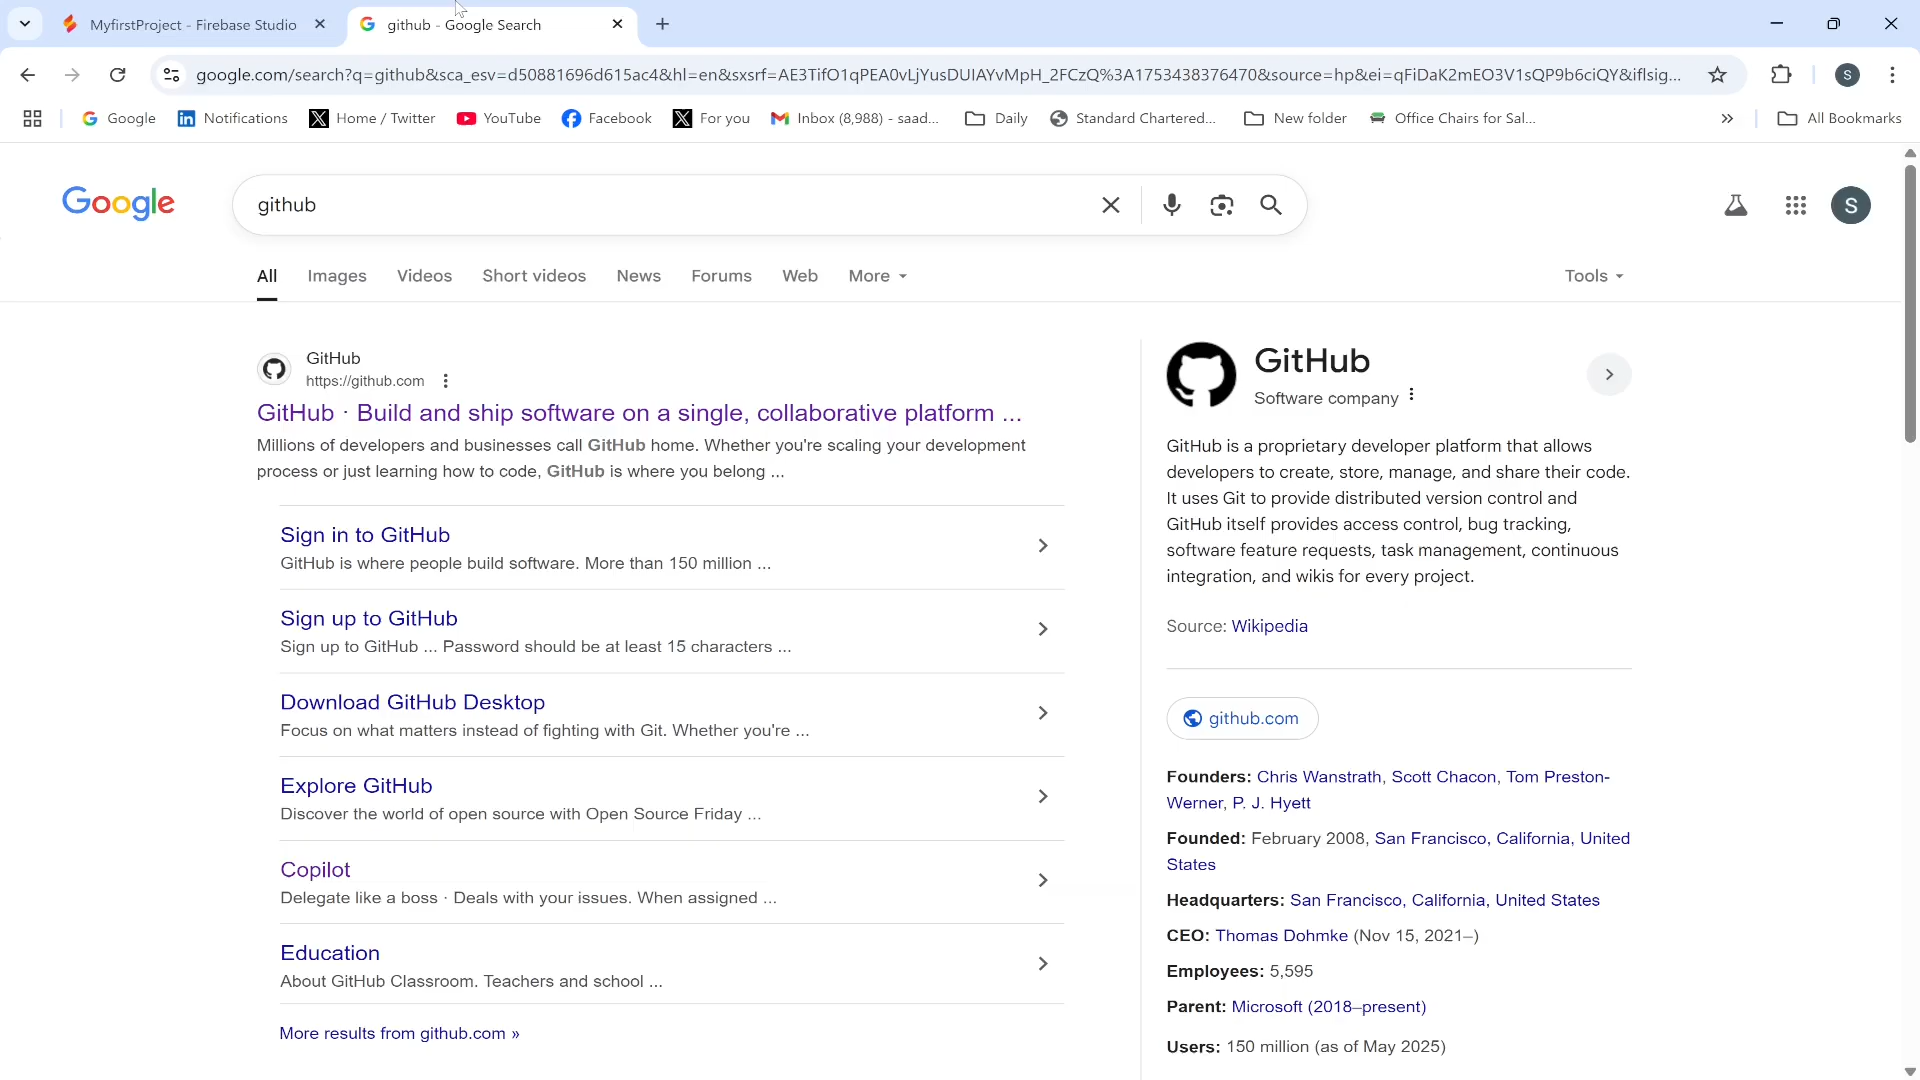 MyfirstProject - Firebase Studio
github - Google Search
google.com/search?q=github&sca_esv=d50881696d615ac4&hl=en&sxsrf=AE3TifO1qPEA0vLjYusDUIAYvMpH_2FCzQ%3A1753438376470&source=hp&ei=qFiDaK2mEO3V1sQP9b6ciQY&iflsig...
S
Google
Notifications
Home / Twitter
YouTube
Facebook
For you
Inbox (8,988) - saad...
Daily
Standard Chartered...
New folder
Office Chairs for Sal...
All Bookmarks
Google
github
S
All
Images
Videos
Short videos
News
Forums
Web
More
Tools
GitHub
https://github.com
GitHub · Build and ship software on a single, collaborative platform ...
Millions of developers and businesses call GitHub home. Whether you're scaling your development
process or just learning how to code, GitHub is where you belong ...
Sign in to GitHub
GitHub is where people build software. More than 150 million ...
Sign up to GitHub
Sign up to GitHub ... Password should be at least 15 characters ...
Download GitHub Desktop
Focus on what matters instead of fighting with Git. Whether you're ...
Explore GitHub
Discover the world of open source with Open Source Friday ...
Copilot
Delegate like a boss · Deals with your issues. When assigned ...
Education
About GitHub Classroom. Teachers and school ...
More results from github.com »
GitHub
Software company
GitHub is a proprietary developer platform that allows
developers to create, store, manage, and share their code.
It uses Git to provide distributed version control and
GitHub itself provides access control, bug tracking,
software feature requests, task management, continuous
integration, and wikis for every project.
Source: Wikipedia
github.com
Founders: Chris Wanstrath, Scott Chacon, Tom Preston-
Werner, P. J. Hyett
Founded: February 2008, San Francisco, California, United
States
Headquarters: San Francisco, California, United States
CEO: Thomas Dohmke (Nov 15, 2021–)
Employees: 5,595
Parent: Microsoft (2018–present)
Users: 150 million (as of May 2025)